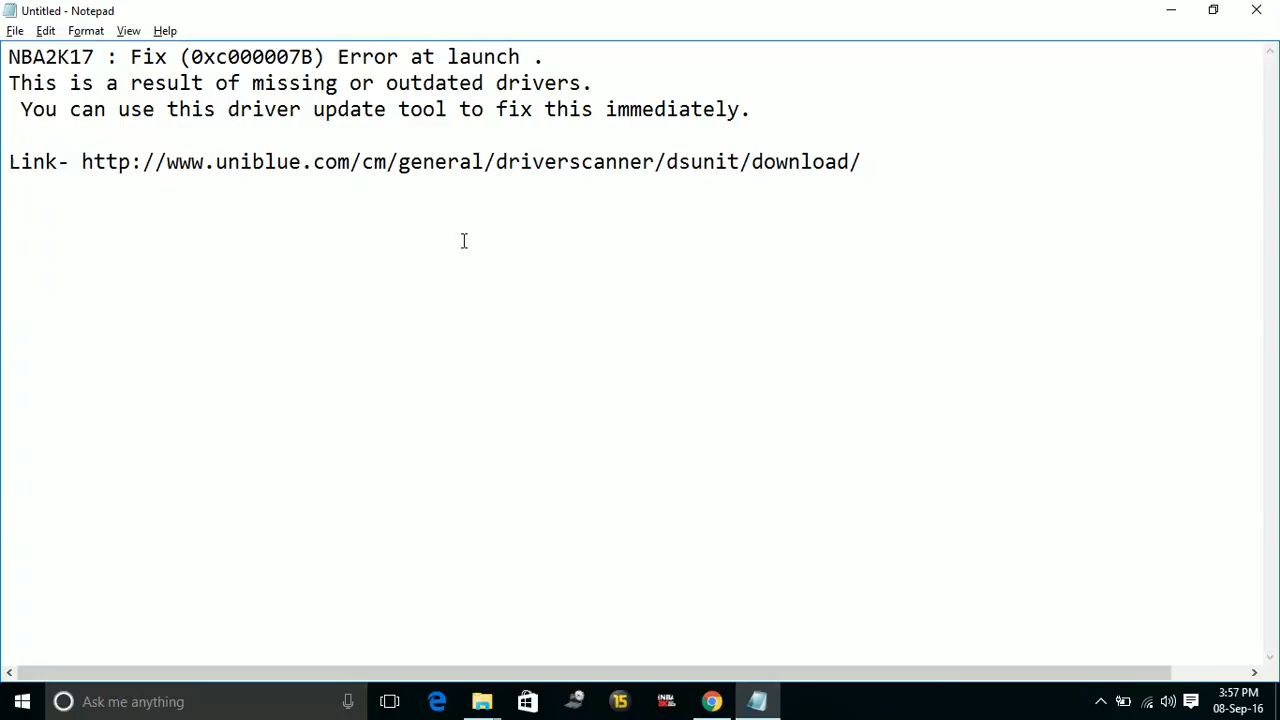 Untitled - Notepad
File Edit Format View Help
NBA2K17 : Fix (0xc000007B) Error at launch .
This is a result of missing or outdated drivers.
You can use this driver update tool to fix this immediately.
Link- http://www.uniblue.com/cm/general/driverscanner/dsunit/download/
Ask me anything
15
3:57 PM
08-Sep-16